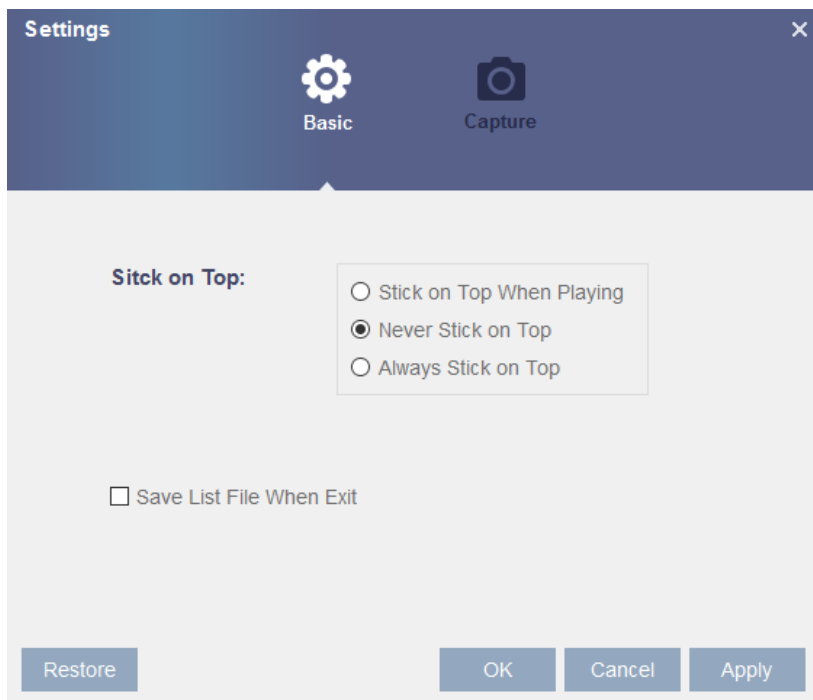 Settings
Basic
Capture
Sitck on Top:
Stick on Top When Playing
Never Stick on Top
Always Stick on Top
Save List File When Exit
Restore
OK
Cancel
Apply